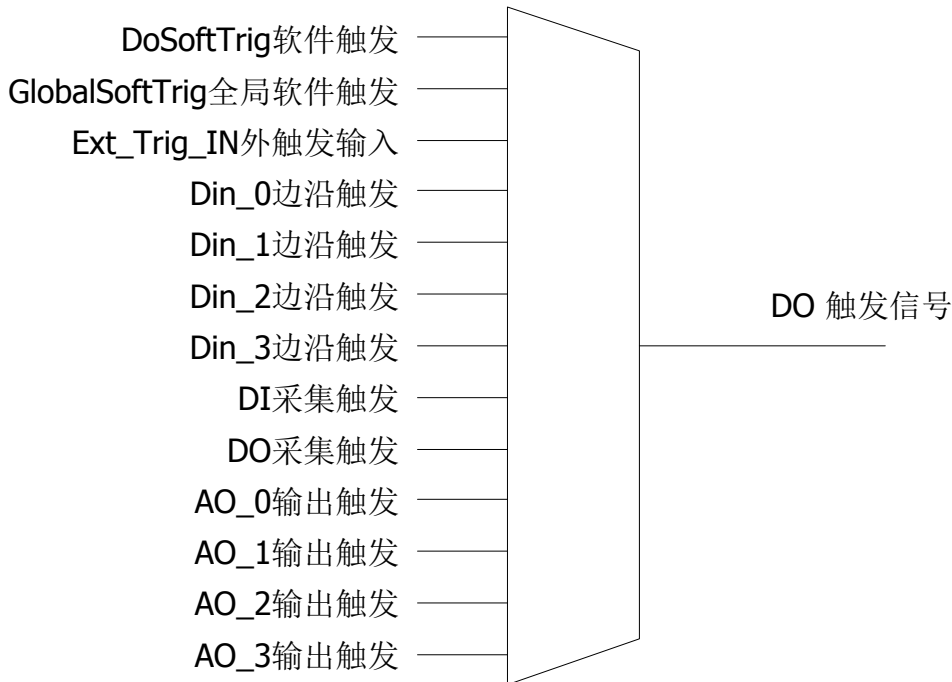 DoSoftTrig软件触发
GlobalSoftTrig全局软件触发
Ext_Trig_IN外触发输入
Din_0边沿触发
Din_1边沿触发
Din_2边沿触发
Din_3边沿触发
DI采集触发
DO采集触发
AO_0输出触发
AO_1输出触发
AO_2输出触发
AO_3输出触发
DO 触发信号